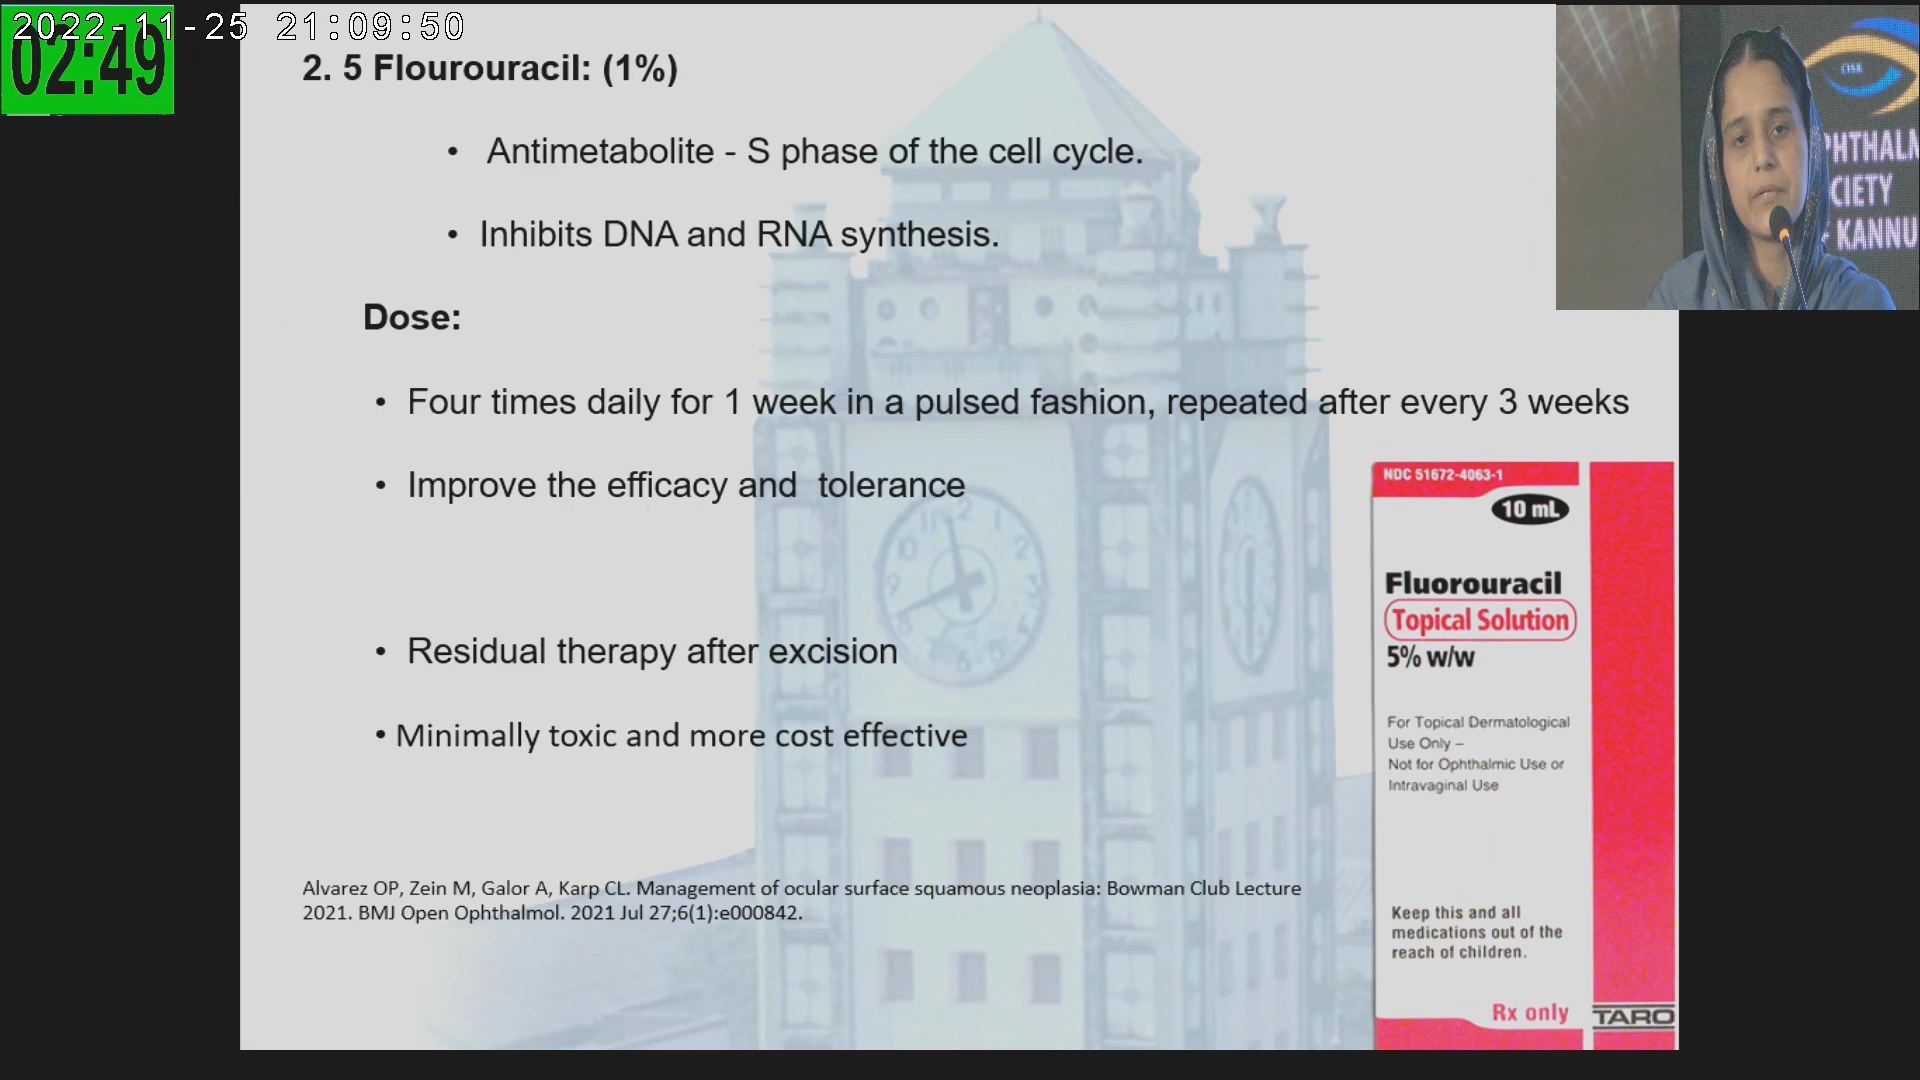 2022-11-25 21:09:50
02:49
2. 5 Flourouracil: (1%)
• Antimetabolite - S phase of the cell cycle.
• Inhibits DNA and RNA synthesis.
Dose:
• Four times daily for 1 week in a pulsed fashion, repeated after every 3 weeks
• Improve the efficacy and tolerance
• Residual therapy after excision
• Minimally toxic and more cost effective
Alvarez OP, Zein M, Galor A, Karp CL. Management of ocular surface squamous neoplasia: Bowman Club Lecture
2021. BMJ Open Ophthalmol. 2021 Jul 27;6(1):e000842.
NDC 51672-4063-1
10 mL
Fluorouracil
Topical Solution
5% w/w
For Topical Dermatological
Use Only –
Not for Ophthalmic Use or
Intravaginal Use
Keep this and all
medications out of the
reach of children.
Rx only
TARO
PHTHALM
CIETY
KANNU